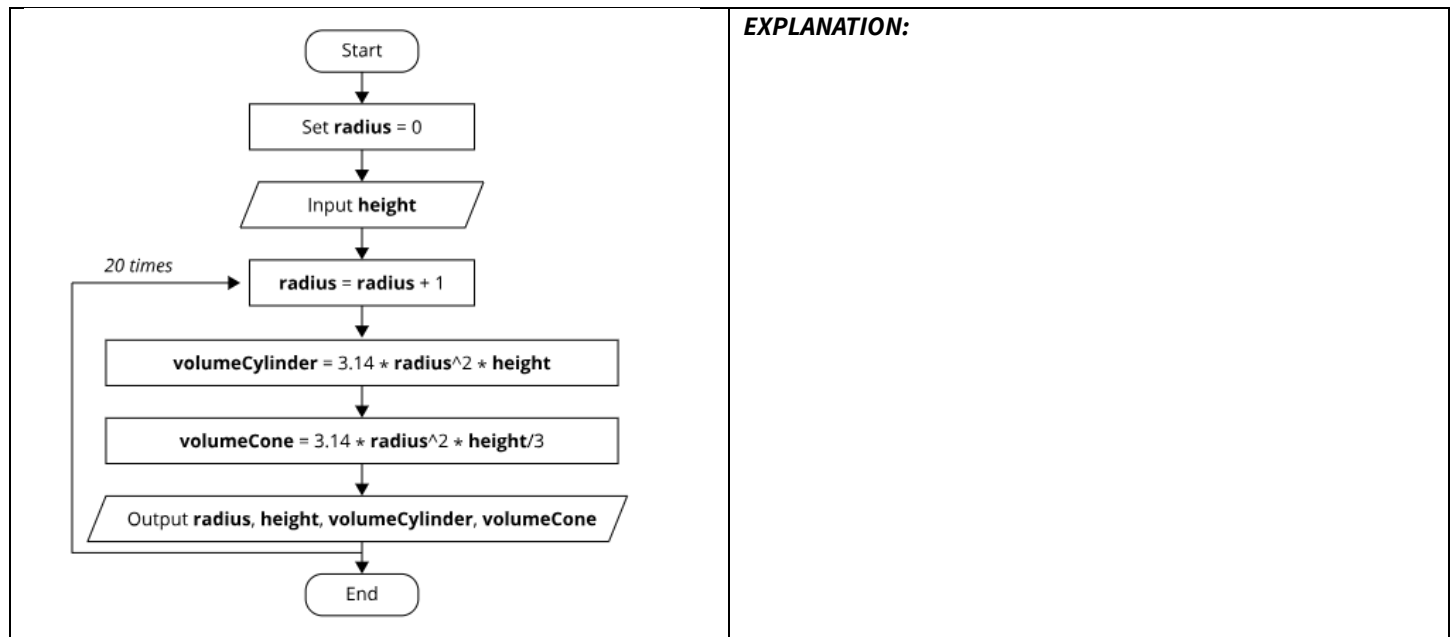 Start
Set radius = 0
Input height
20 times
radius = radius + 1
volumeCylinder = 3.14 * radius^2 * height
volumeCone = 3.14 * radius^2 * height/3
Output radius, height, volumeCylinder, volumeCone
End
EXPLANATION: